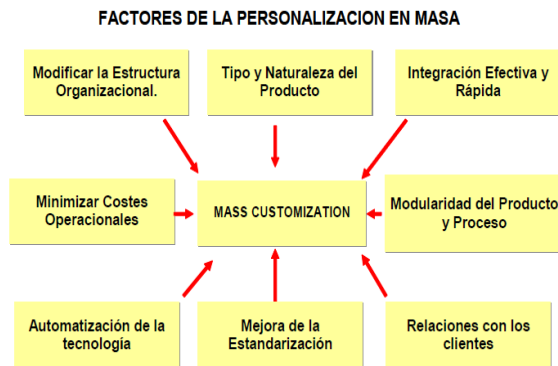 FACTORES DE LA PERSONALIZACION EN MASA
Modificar la Estructura
Organizacional.
Tipo y Naturaleza del
Producto
Integración Efectiva y
Rápida
Minimizar Costes
Operacionales
MASS CUSTOMIZATION
Modularidad del Producto
y Proceso
Automatización de la
tecnología
Mejora de la
Estandarización
Relaciones con los
clientes